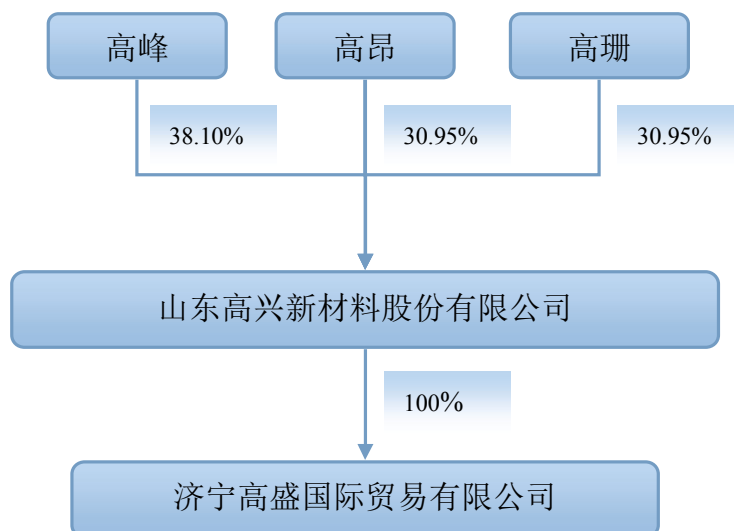 高峰
高昂
高珊
38.10%
30.95%
30.95%
山东高兴新材料股份有限公司
100%
济宁高盛国际贸易有限公司